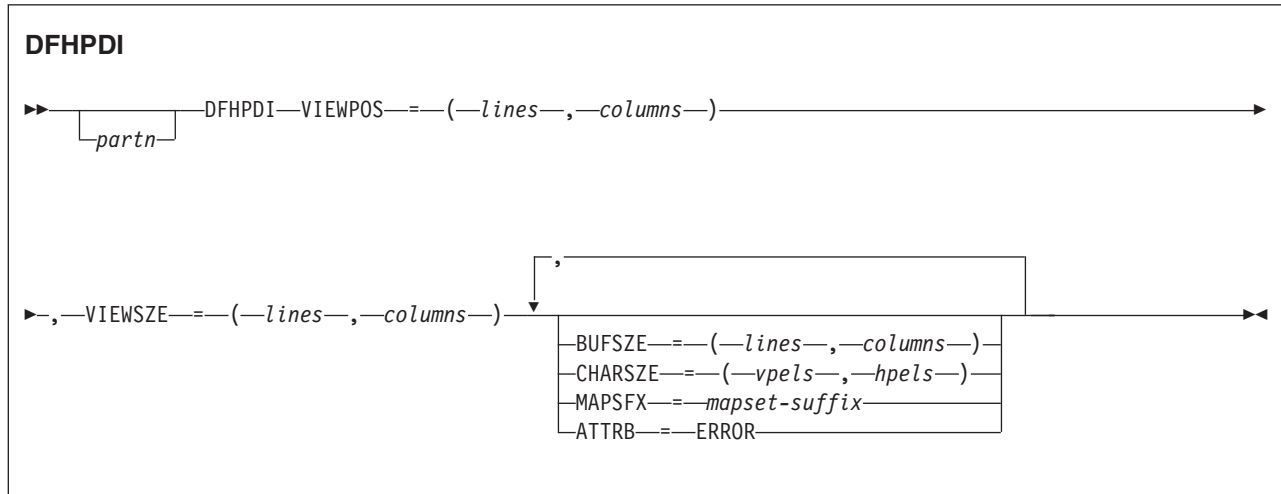 DFHPDI
DFHPDI VIEWPOS = ( lines , columns )
partn
,
, VIEWSZE = ( lines , columns )
BUFSZE = ( lines , columns )
CHARSZE = ( vpels , hpels )
MAPSFX = mapset-suffix
ATTRB = ERROR